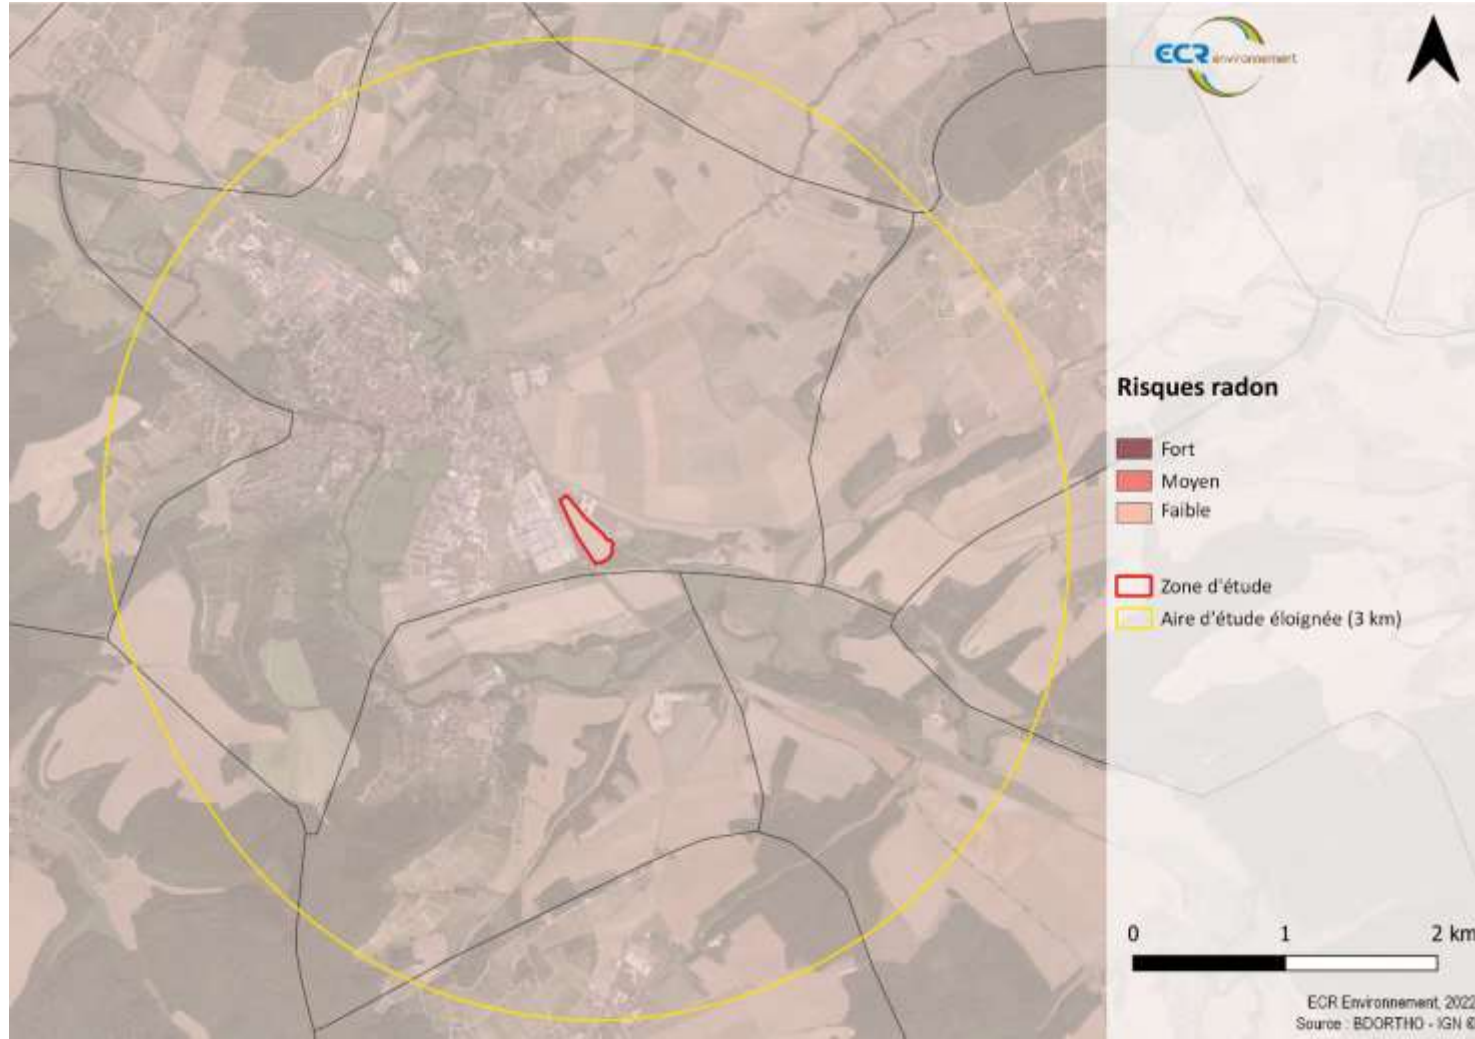 ECR environnement
Risques radon
Fort
Moyen
Faible
Zone d'étude
Aire d'étude éloignée (3 km)
0 1 2 km
ECR Environnement, 2022
Source : BDORTHO - IGN ©